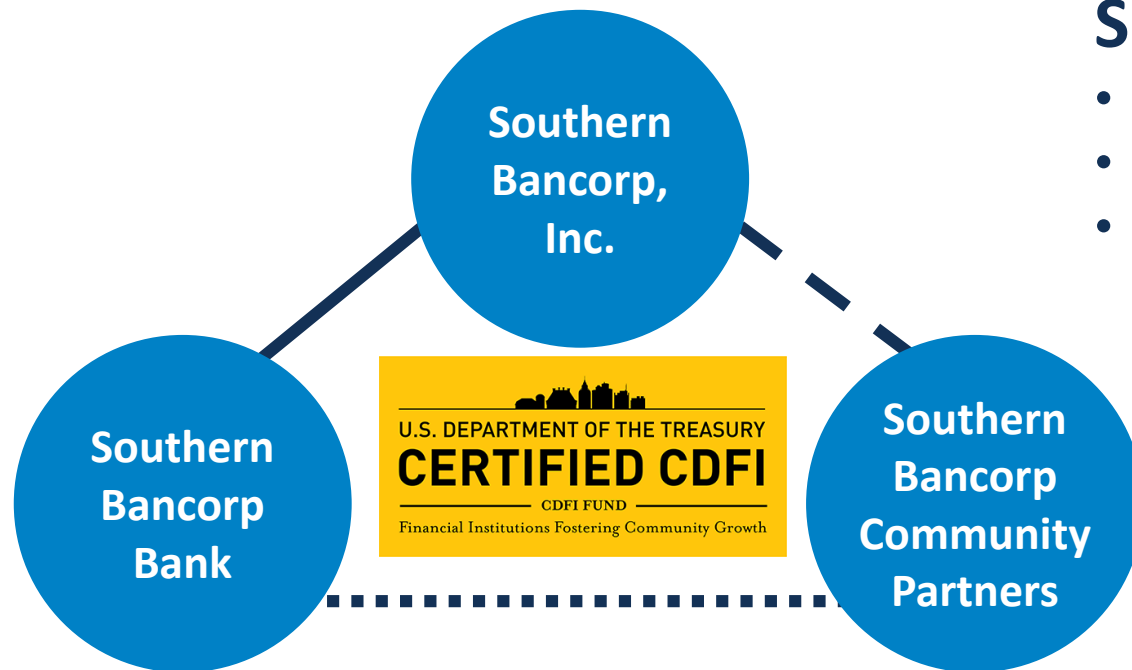 S
Southern
Bancorp,
Inc.
U.S. DEPARTMENT OF THE TREASURY
CERTIFIED CDFI
CDFI FUND
Financial Institutions Fostering Community Growth
Southern
Bancorp
Bank
Southern
Bancorp
Community
Partners